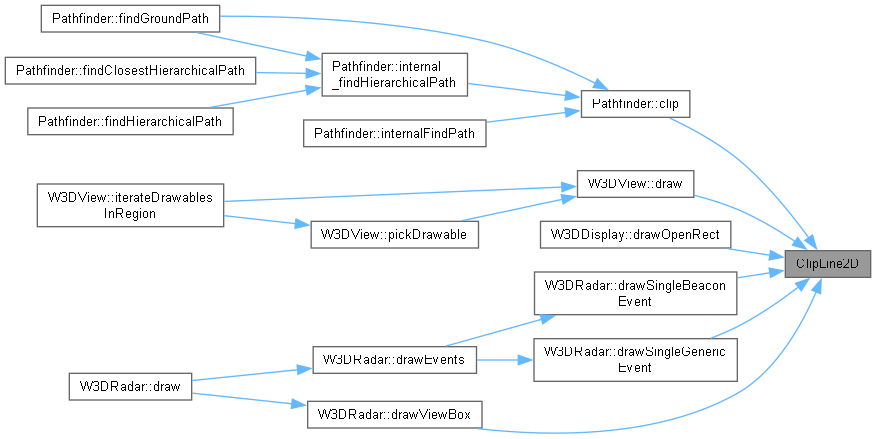 Pathfinder::findGroundPath
Pathfinder::findClosestHierarchicalPath
Pathfinder::findHierarchicalPath
Pathfinder::internal
_findHierarchicalPath
Pathfinder::internalFindPath
Pathfinder::clip
W3DView::iterateDrawables
InRegion
W3DView::pickDrawable
W3DView::draw
W3DDisplay::drawOpenRect
ClipLine2D
W3DRadar::drawSingleBeacon
Event
W3DRadar::drawSingleGeneric
Event
W3DRadar::drawEvents
W3DRadar::draw
W3DRadar::drawViewBox